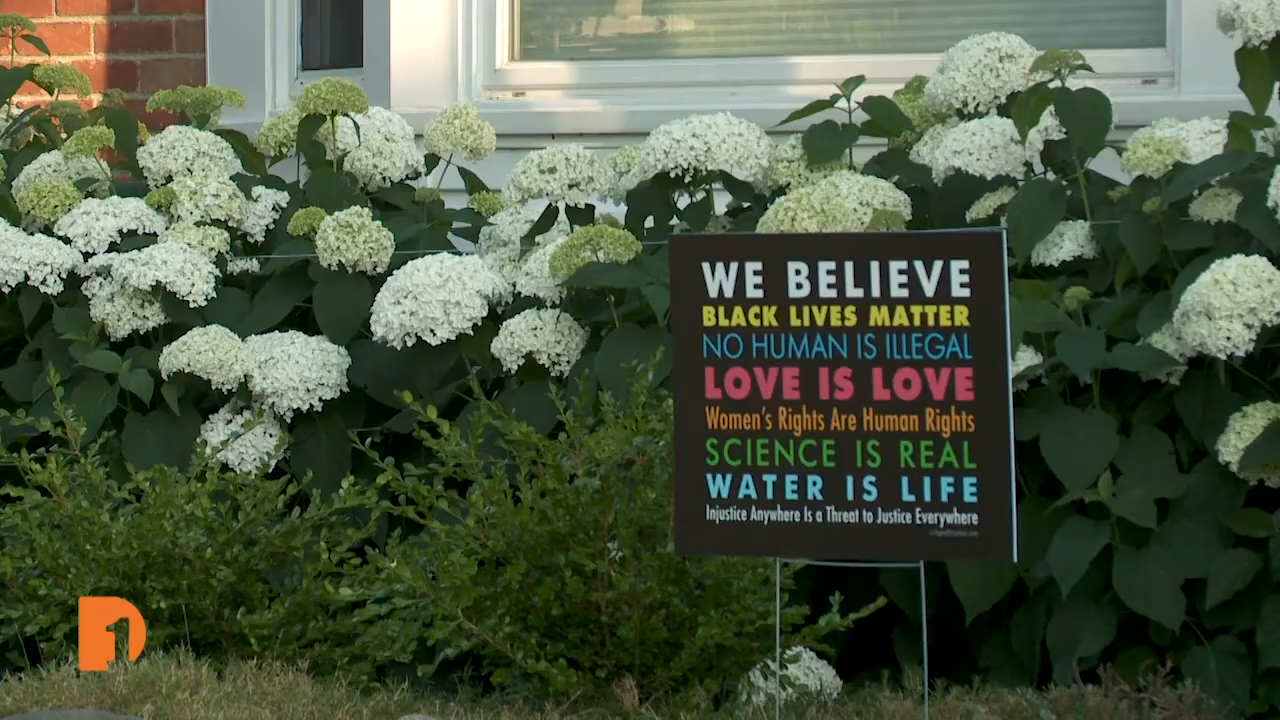 WE BELIEVE
BLACK LIVES MATTER
NO HUMAN IS ILLEGAL
LOVE IS LOVE
Women's Rights Are Human Rights
SCIENCE IS REAL
WATER IS LIFE
Injustice Anywhere Is a Threat to Justice Everywhere
D1